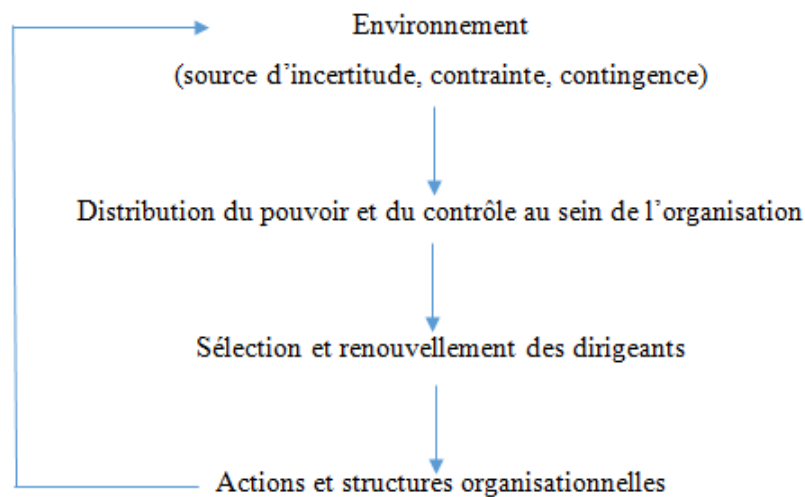 Environnement
(source d’incertitude, contrainte, contingence)
Distribution du pouvoir et du contrôle au sein de l’organisation
Sélection et renouvellement des dirigeants
Actions et structures organisationnelles